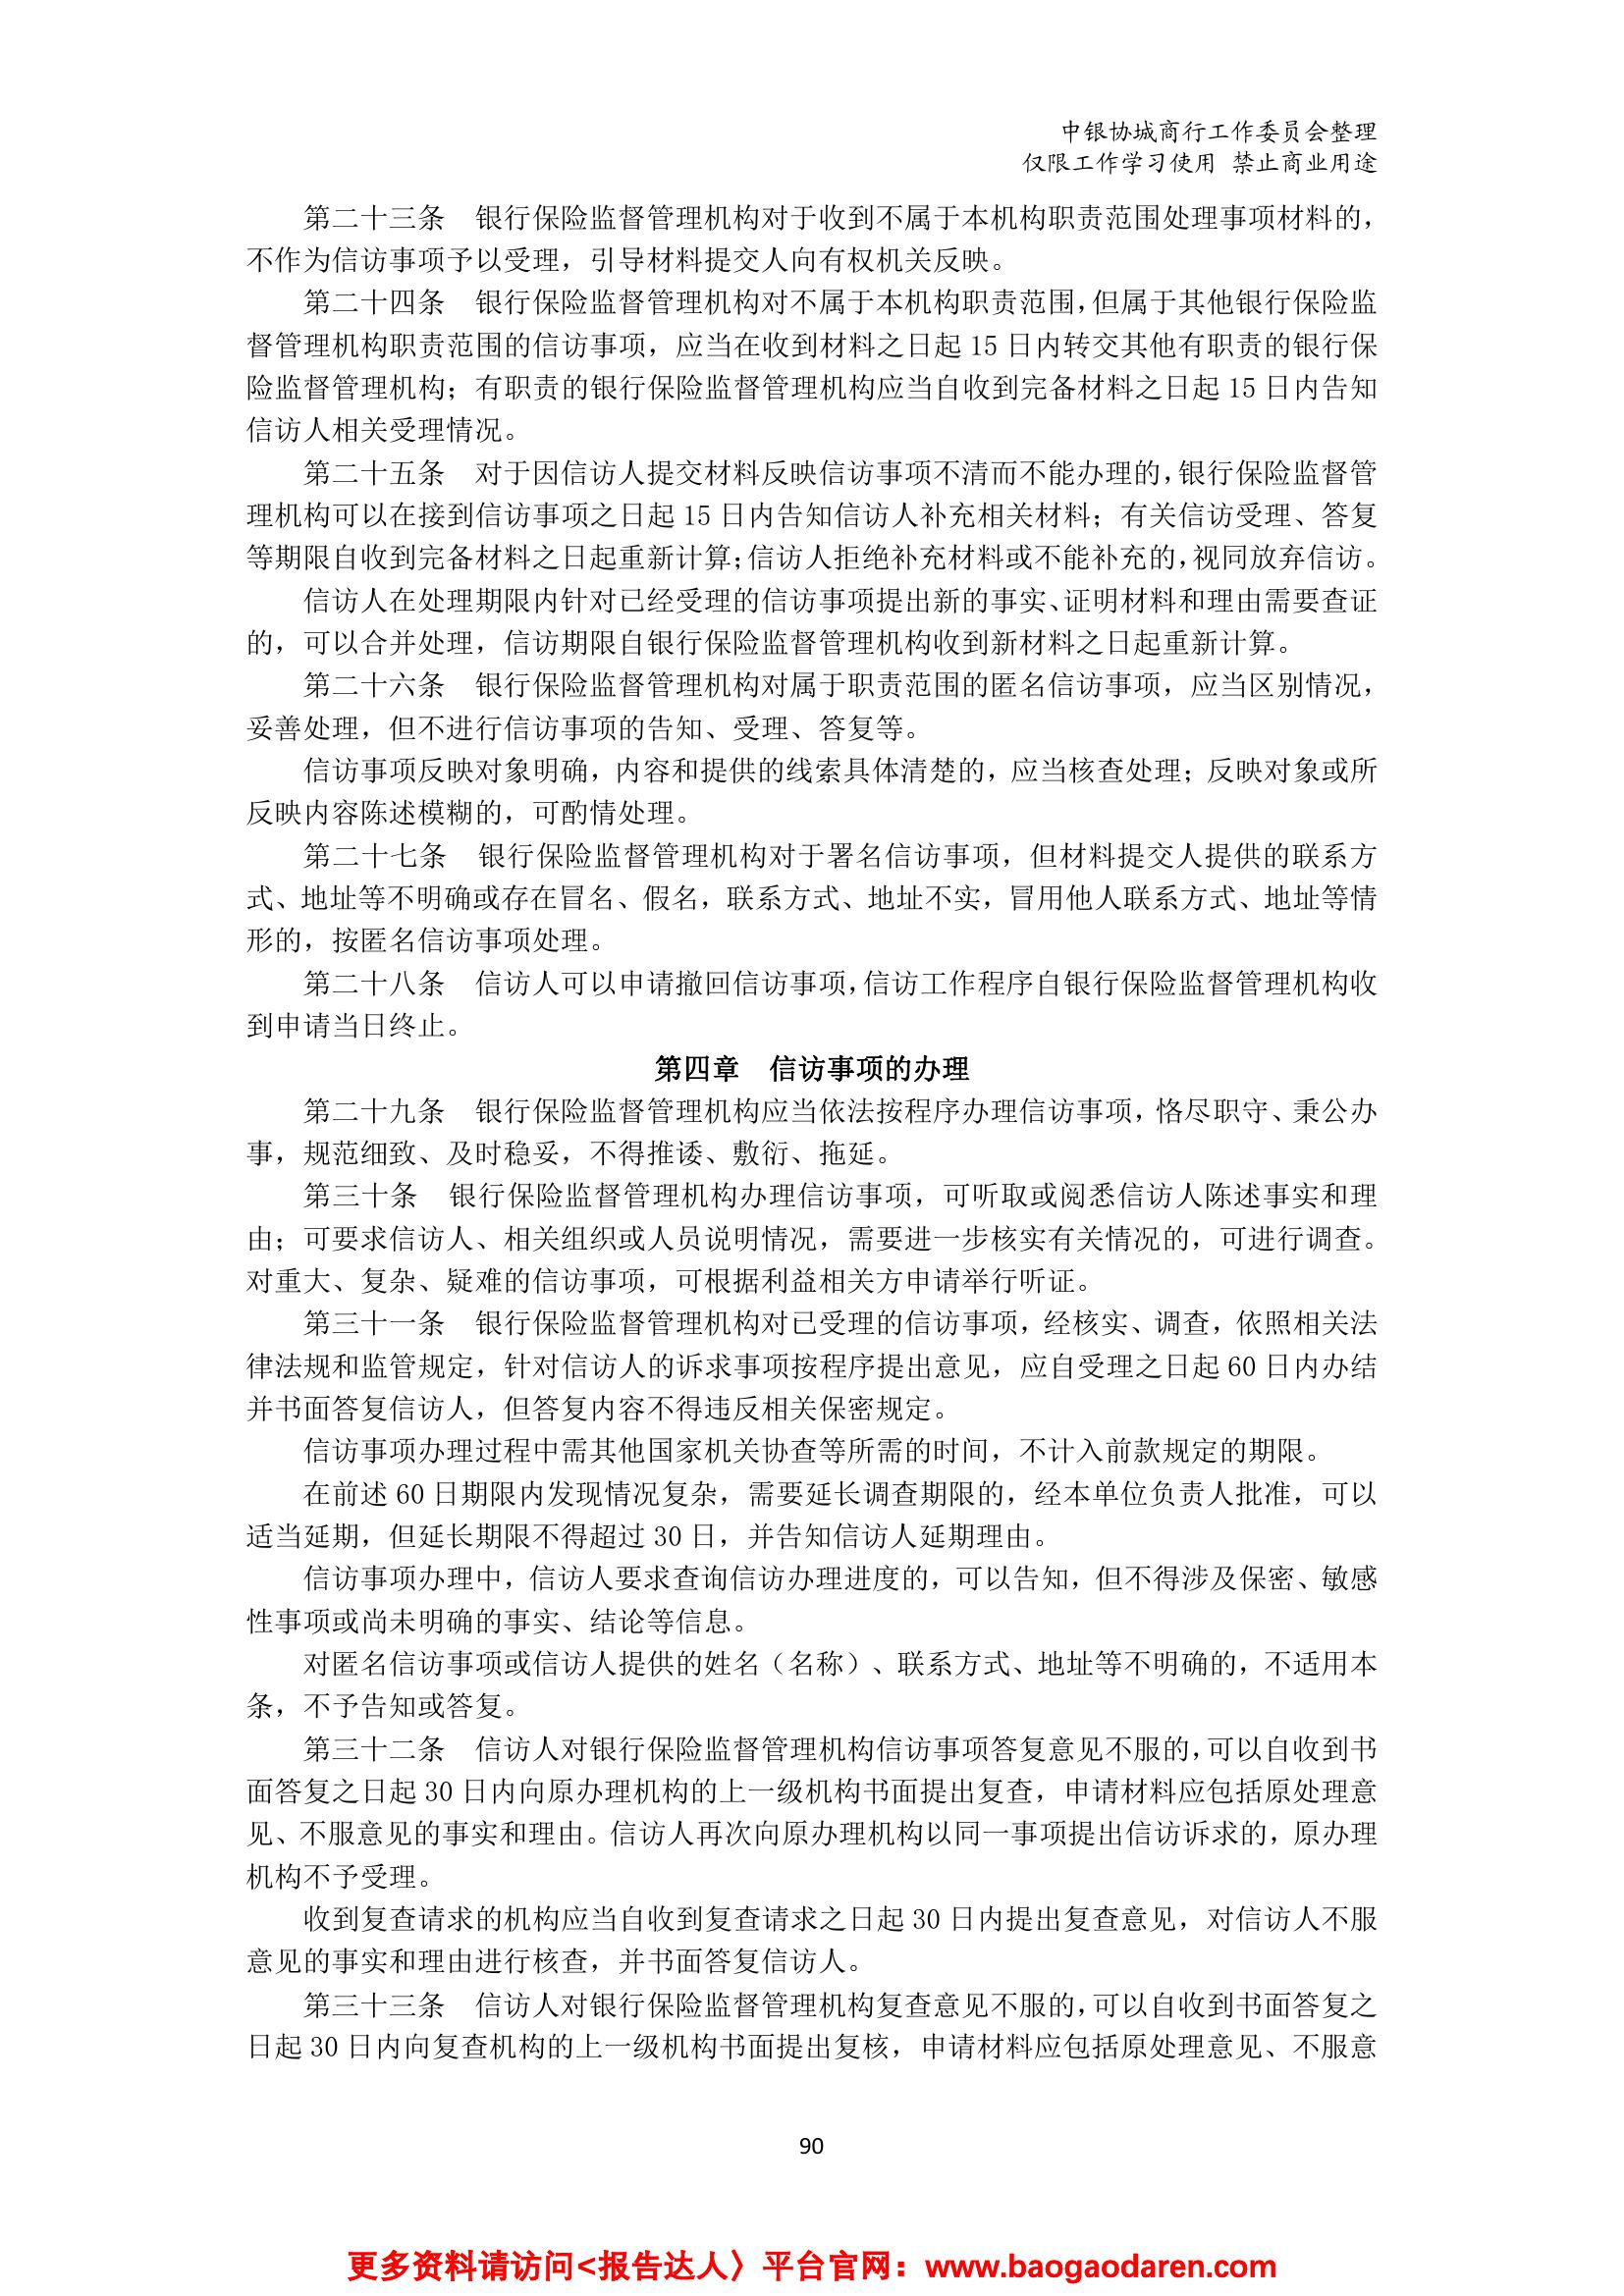 中银协城商行工作委员会整理
仅限工作学习使用 禁止商业用途
第二十三条　银行保险监督管理机构对于收到不属于本机构职责范围处理事项材料的，
不作为信访事项予以受理，引导材料提交人向有权机关反映。
第二十四条　银行保险监督管理机构对不属于本机构职责范围，但属于其他银行保险监
督管理机构职责范围的信访事项，应当在收到材料之日起 15 日内转交其他有职责的银行保
险监督管理机构；有职责的银行保险监督管理机构应当自收到完备材料之日起 15 日内告知
信访人相关受理情况。
第二十五条　对于因信访人提交材料反映信访事项不清而不能办理的，银行保险监督管
理机构可以在接到信访事项之日起 15 日内告知信访人补充相关材料；有关信访受理、答复
等期限自收到完备材料之日起重新计算；信访人拒绝补充材料或不能补充的，视同放弃信访。
信访人在处理期限内针对已经受理的信访事项提出新的事实、证明材料和理由需要查证
的，可以合并处理，信访期限自银行保险监督管理机构收到新材料之日起重新计算。
第二十六条　银行保险监督管理机构对属于职责范围的匿名信访事项，应当区别情况，
妥善处理，但不进行信访事项的告知、受理、答复等。
信访事项反映对象明确，内容和提供的线索具体清楚的，应当核查处理；反映对象或所
反映内容陈述模糊的，可酌情处理。
第二十七条　银行保险监督管理机构对于署名信访事项，但材料提交人提供的联系方
式、地址等不明确或存在冒名、假名，联系方式、地址不实，冒用他人联系方式、地址等情
形的，按匿名信访事项处理。
第二十八条　信访人可以申请撤回信访事项，信访工作程序自银行保险监督管理机构收
到申请当日终止。
第四章　信访事项的办理
第二十九条　银行保险监督管理机构应当依法按程序办理信访事项，恪尽职守、秉公办
事，规范细致、及时稳妥，不得推诿、敷衍、拖延。
第三十条　银行保险监督管理机构办理信访事项，可听取或阅悉信访人陈述事实和理
由；可要求信访人、相关组织或人员说明情况，需要进一步核实有关情况的，可进行调查。
对重大、复杂、疑难的信访事项，可根据利益相关方申请举行听证。
第三十一条　银行保险监督管理机构对已受理的信访事项，经核实、调查，依照相关法
律法规和监管规定，针对信访人的诉求事项按程序提出意见，应自受理之日起 60 日内办结
并书面答复信访人，但答复内容不得违反相关保密规定。
信访事项办理过程中需其他国家机关协查等所需的时间，不计入前款规定的期限。
在前述 60 日期限内发现情况复杂，需要延长调查期限的，经本单位负责人批准，可以
适当延期，但延长期限不得超过 30 日，并告知信访人延期理由。
信访事项办理中，信访人要求查询信访办理进度的，可以告知，但不得涉及保密、敏感
性事项或尚未明确的事实、结论等信息。
对匿名信访事项或信访人提供的姓名（名称）、联系方式、地址等不明确的，不适用本
条，不予告知或答复。
第三十二条　信访人对银行保险监督管理机构信访事项答复意见不服的，可以自收到书
面答复之日起 30 日内向原办理机构的上一级机构书面提出复查，申请材料应包括原处理意
见、不服意见的事实和理由。信访人再次向原办理机构以同一事项提出信访诉求的，原办理
机构不予受理。
收到复查请求的机构应当自收到复查请求之日起 30 日内提出复查意见，对信访人不服
意见的事实和理由进行核查，并书面答复信访人。
第三十三条　信访人对银行保险监督管理机构复查意见不服的，可以自收到书面答复之
日起 30 日内向复查机构的上一级机构书面提出复核，申请材料应包括原处理意见、不服意
90
更多资料请访问<报告达人〉平台官网：www.baogaodaren.com